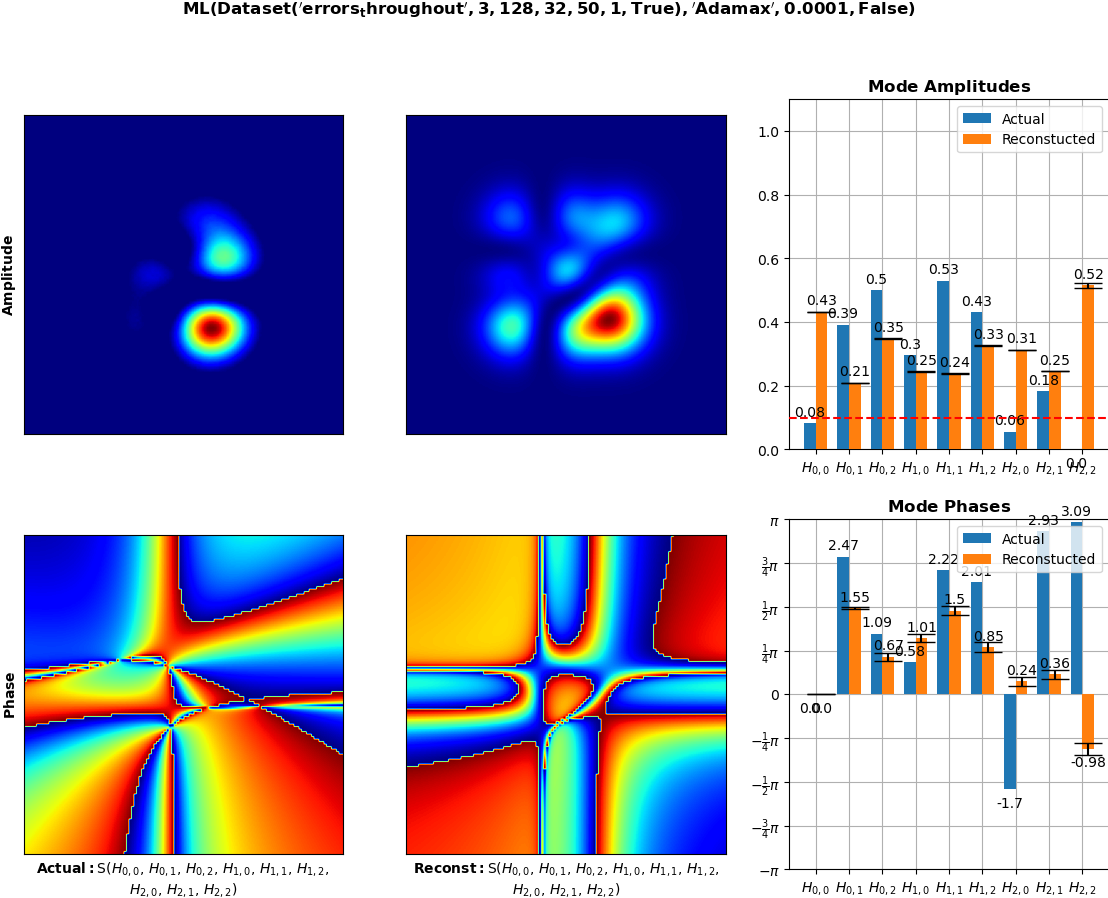 ML(Dataset('errors_throughout', 3, 128, 32, 50, 1, True), 'Adamax', 0.0001, False)
Amplitude
Mode Amplitudes
Actual
Reconstucted
1.0
0.8
0.6
0.4
0.2
0.0
0.08 0.43 0.39 0.21 0.5 0.35 0.3 0.25 0.53 0.24 0.43 0.33 0.06 0.31 0.18 0.25 0.0 0.52
H0,0 H0,1 H0,2 H1,0 H1,1 H1,2 H2,0 H2,1 H2,2
Phase
Mode Phases
Actual
Reconstucted
π
3/4π
1/2π
1/4π
0
−1/4π
−1/2π
−3/4π
−π
0.0 0.0 2.47 1.55 1.09 0.67 0.58 1.01 2.22 1.5 2.01 0.85 -1.7 0.24 2.93 0.36 3.09 -0.98
H0,0 H0,1 H0,2 H1,0 H1,1 H1,2 H2,0 H2,1 H2,2
Actual: S(H0,0, H0,1, H0,2, H1,0, H1,1, H1,2,
H2,0, H2,1, H2,2)
Reconst: S(H0,0, H0,1, H0,2, H1,0, H1,1, H1,2,
H2,0, H2,1, H2,2)